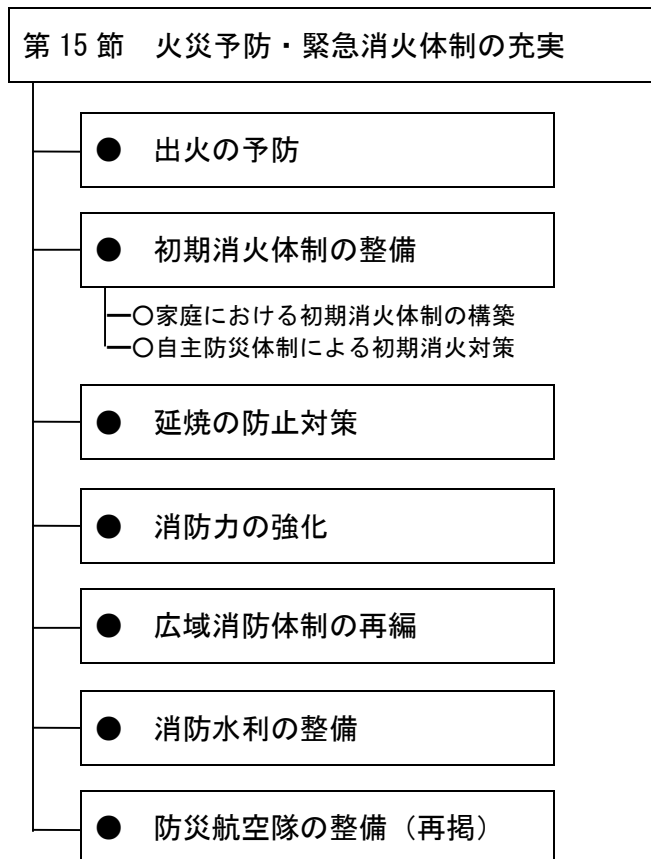 第15節　火災予防・緊急消火体制の充実
●　出火の予防
●　初期消火体制の整備
○家庭における初期消火体制の構築
○自主防災体制による初期消火対策
●　延焼の防止対策
●　消防力の強化
●　広域消防体制の再編
●　消防水利の整備
●　防災航空隊の整備（再掲）